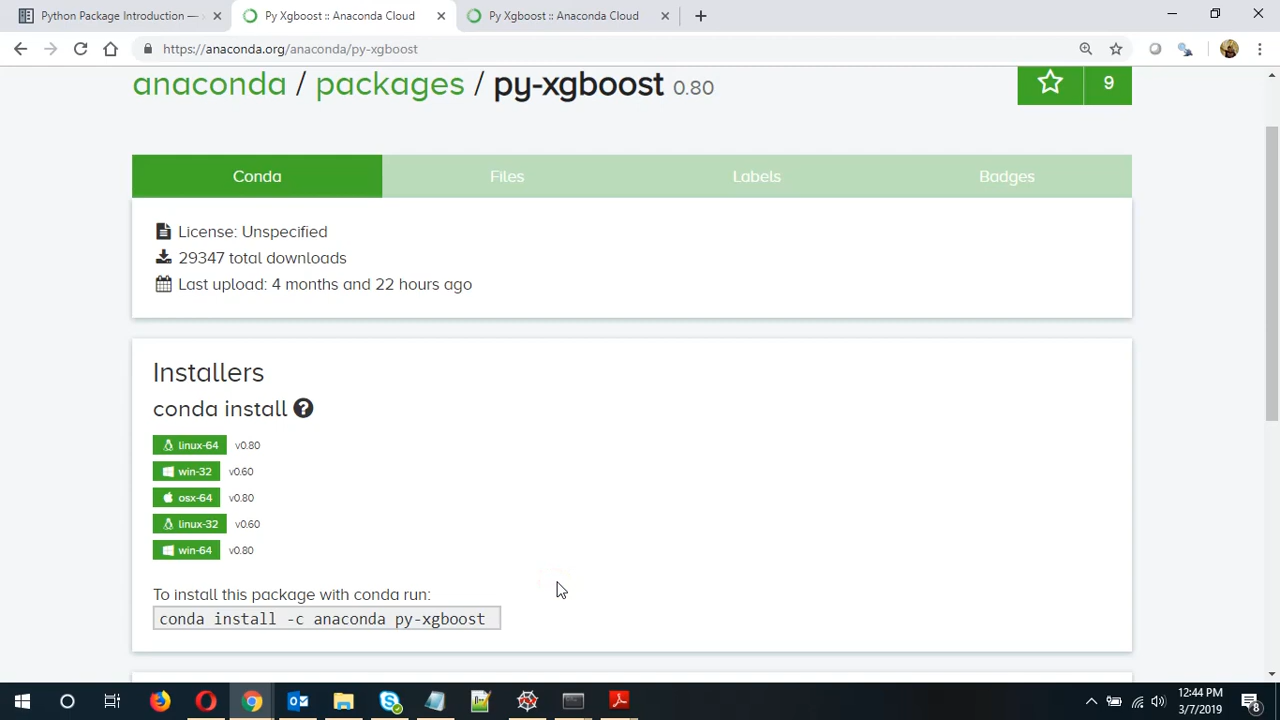 Python Package Introduction —
Py Xgboost :: Anaconda Cloud
Py Xgboost :: Anaconda Cloud
https://anaconda.org/anaconda/py-xgboost
anaconda / packages / py-xgboost 0.80
9
Conda
Files
Labels
Badges
License: Unspecified
29347 total downloads
Last upload: 4 months and 22 hours ago
Installers
conda install
linux-64 v0.80
win-32 v0.60
osx-64 v0.80
linux-32 v0.60
win-64 v0.80
To install this package with conda run:
conda install -c anaconda py-xgboost
12:44 PM
3/7/2019
8